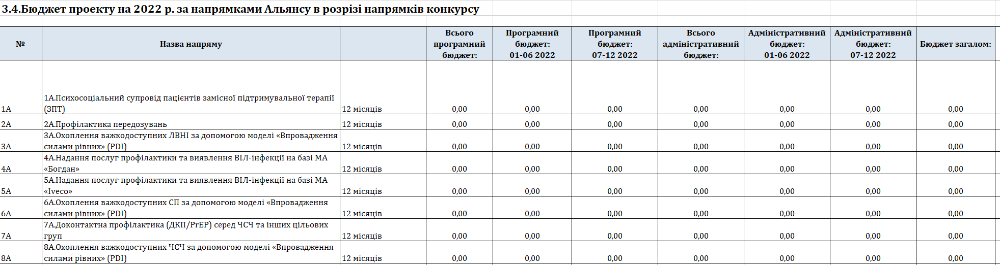 3.4.Бюджет проекту на 2022 р. за напрямками Альянсу в розрізі напрямків конкурсу
№ Назва напряму Всього програмний бюджет: Програмний бюджет: 01-06 2022 Програмний бюджет: 07-12 2022 Всього адміністративний бюджет: Адміністративний бюджет: 01-06 2022 Адміністративний бюджет: 07-12 2022 Бюджет загалом:
1А.Психосоціальний супровід пацієнтів замісної підтримувальної терапії
1А (ЗПТ) 12 місяців 0,00 0,00 0,00 0,00 0,00 0,00 0,00
2А 2А.Профілактика передозувань 12 місяців 0,00 0,00 0,00 0,00 0,00 0,00 0,00
3А.Охоплення важкодоступних ЛВНІ за допомогою моделі «Впровадження
3А силами рівних» (PDI) 12 місяців 0,00 0,00 0,00 0,00 0,00 0,00 0,00
4А.Надання послуг профілактики та виявлення ВІЛ-інфекції на базі МА
4А «Богдан» 12 місяців 0,00 0,00 0,00 0,00 0,00 0,00 0,00
5А.Надання послуг профілактики та виявлення ВІЛ-інфекції на базі МА
5А «Iveco» 12 місяців 0,00 0,00 0,00 0,00 0,00 0,00 0,00
6А.Охоплення важкодоступних СП за допомогою моделі «Впровадження
6А силами рівних» (PDI) 12 місяців 0,00 0,00 0,00 0,00 0,00 0,00 0,00
7А.Доконтактна профілактика (ДКП/PrEP) серед ЧСЧ та інших цільових
7А груп 12 місяців 0,00 0,00 0,00 0,00 0,00 0,00 0,00
8А.Охоплення важкодоступних ЧСЧ за допомогою моделі «Впровадження
8А силами рівних» (PDI) 12 місяців 0,00 0,00 0,00 0,00 0,00 0,00 0,00